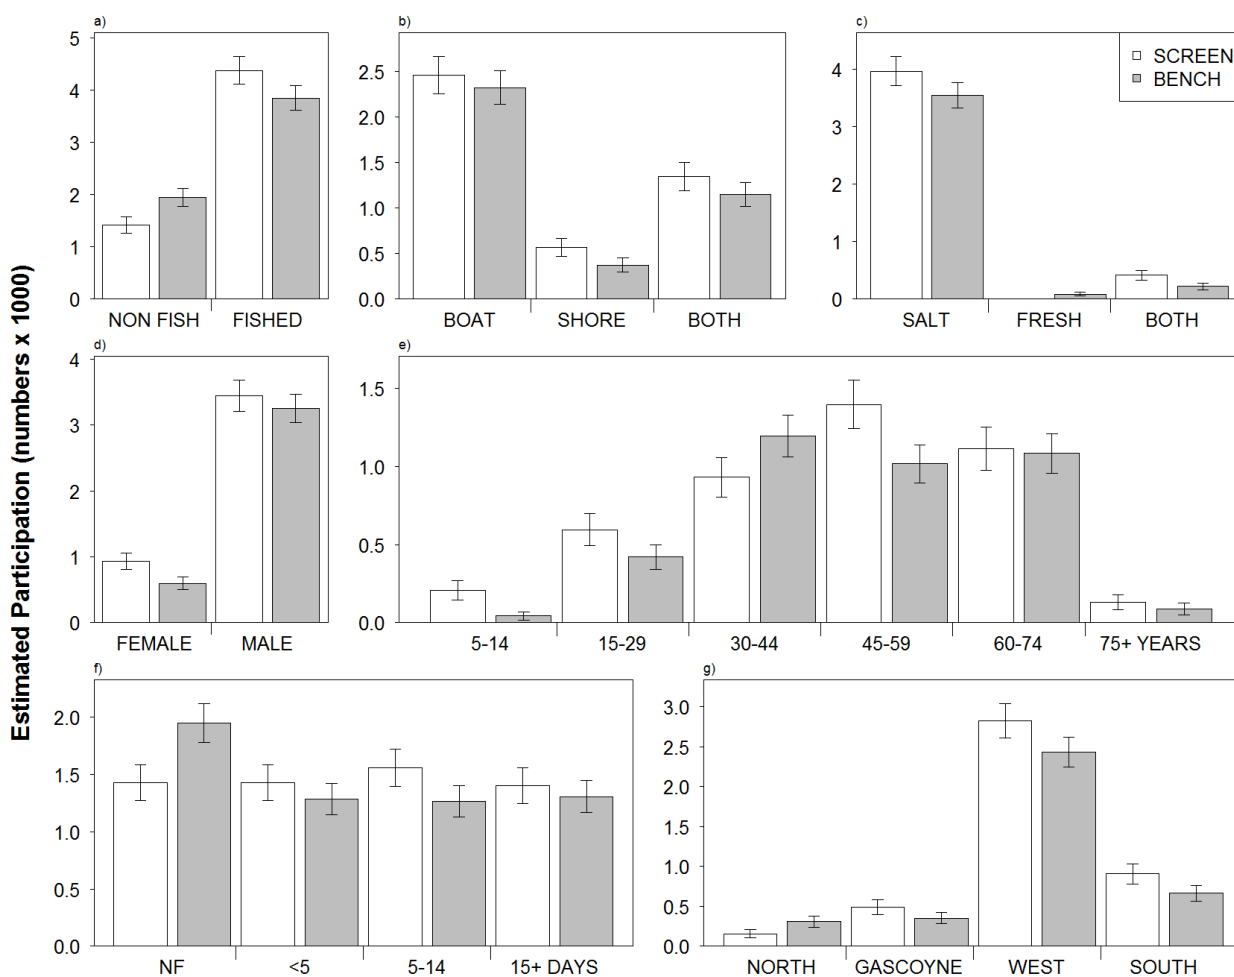 a)
5
4
3
2
1
0
NON FISH FISHED
b)
2.5
2.0
1.5
1.0
0.5
0.0
BOAT SHORE BOTH
c)
4
3
2
1
0
SALT FRESH BOTH
SCREEN
BENCH
Estimated Participation (numbers x 1000)
d)
4
3
2
1
0
FEMALE MALE
e)
1.5
1.0
0.5
0.0
5-14 15-29 30-44 45-59 60-74 75+ YEARS
f)
2.0
1.5
1.0
0.5
0.0
NF <5 5-14 15+ DAYS
g)
3.0
2.5
2.0
1.5
1.0
0.5
0.0
NORTH GASCOYNE WEST SOUTH